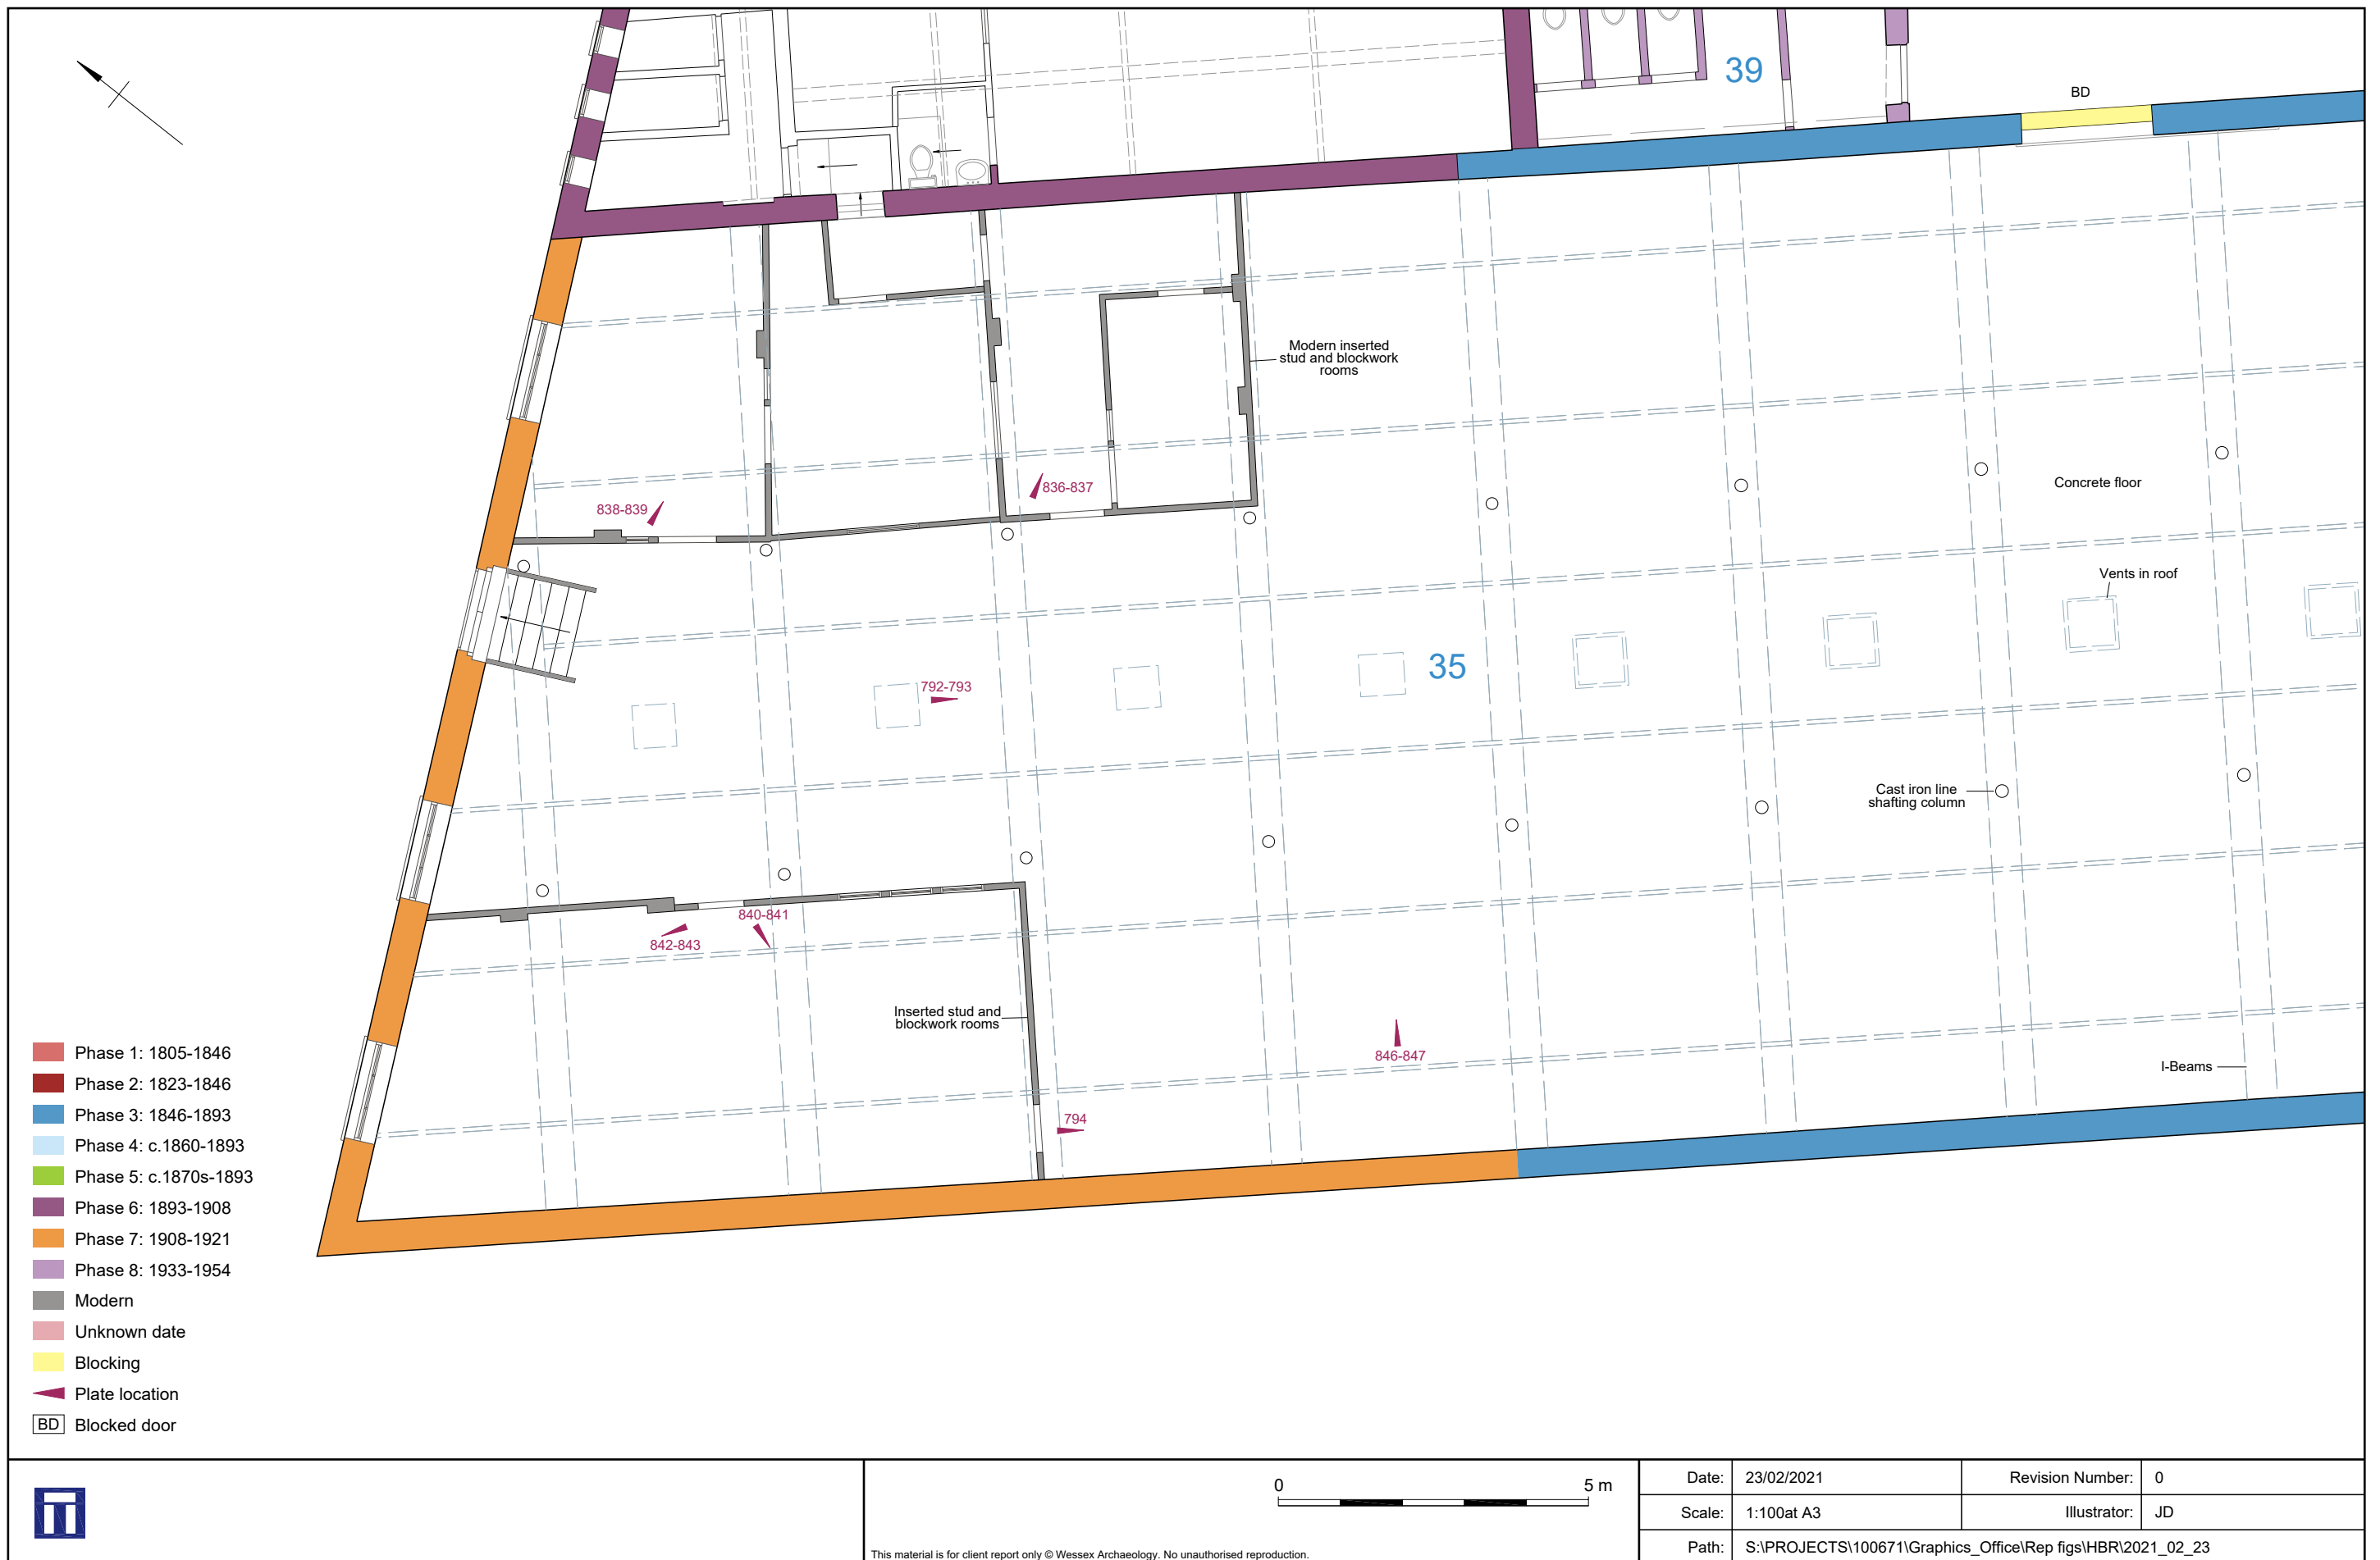 39
BD
Modern inserted
stud and blockwork
rooms
836-837
838-839
Concrete floor
Vents in roof
35
792-793
Cast iron line
shafting column
840-841
842-843
Inserted stud and
blockwork rooms
846-847
I-Beams
794
Phase 1: 1805-1846
Phase 2: 1823-1846
Phase 3: 1846-1893
Phase 4: c.1860-1893
Phase 5: c.1870s-1893
Phase 6: 1893-1908
Phase 7: 1908-1921
Phase 8: 1933-1954
Modern
Unknown date
Blocking
Plate location
BD Blocked door
0 5 m
This material is for client report only © Wessex Archaeology. No unauthorised reproduction.
Date: 23/02/2021 Revision Number: 0
Scale: 1:100at A3 Illustrator: JD
Path: S:\PROJECTS\100671\Graphics_Office\Rep figs\HBR\2021_02_23